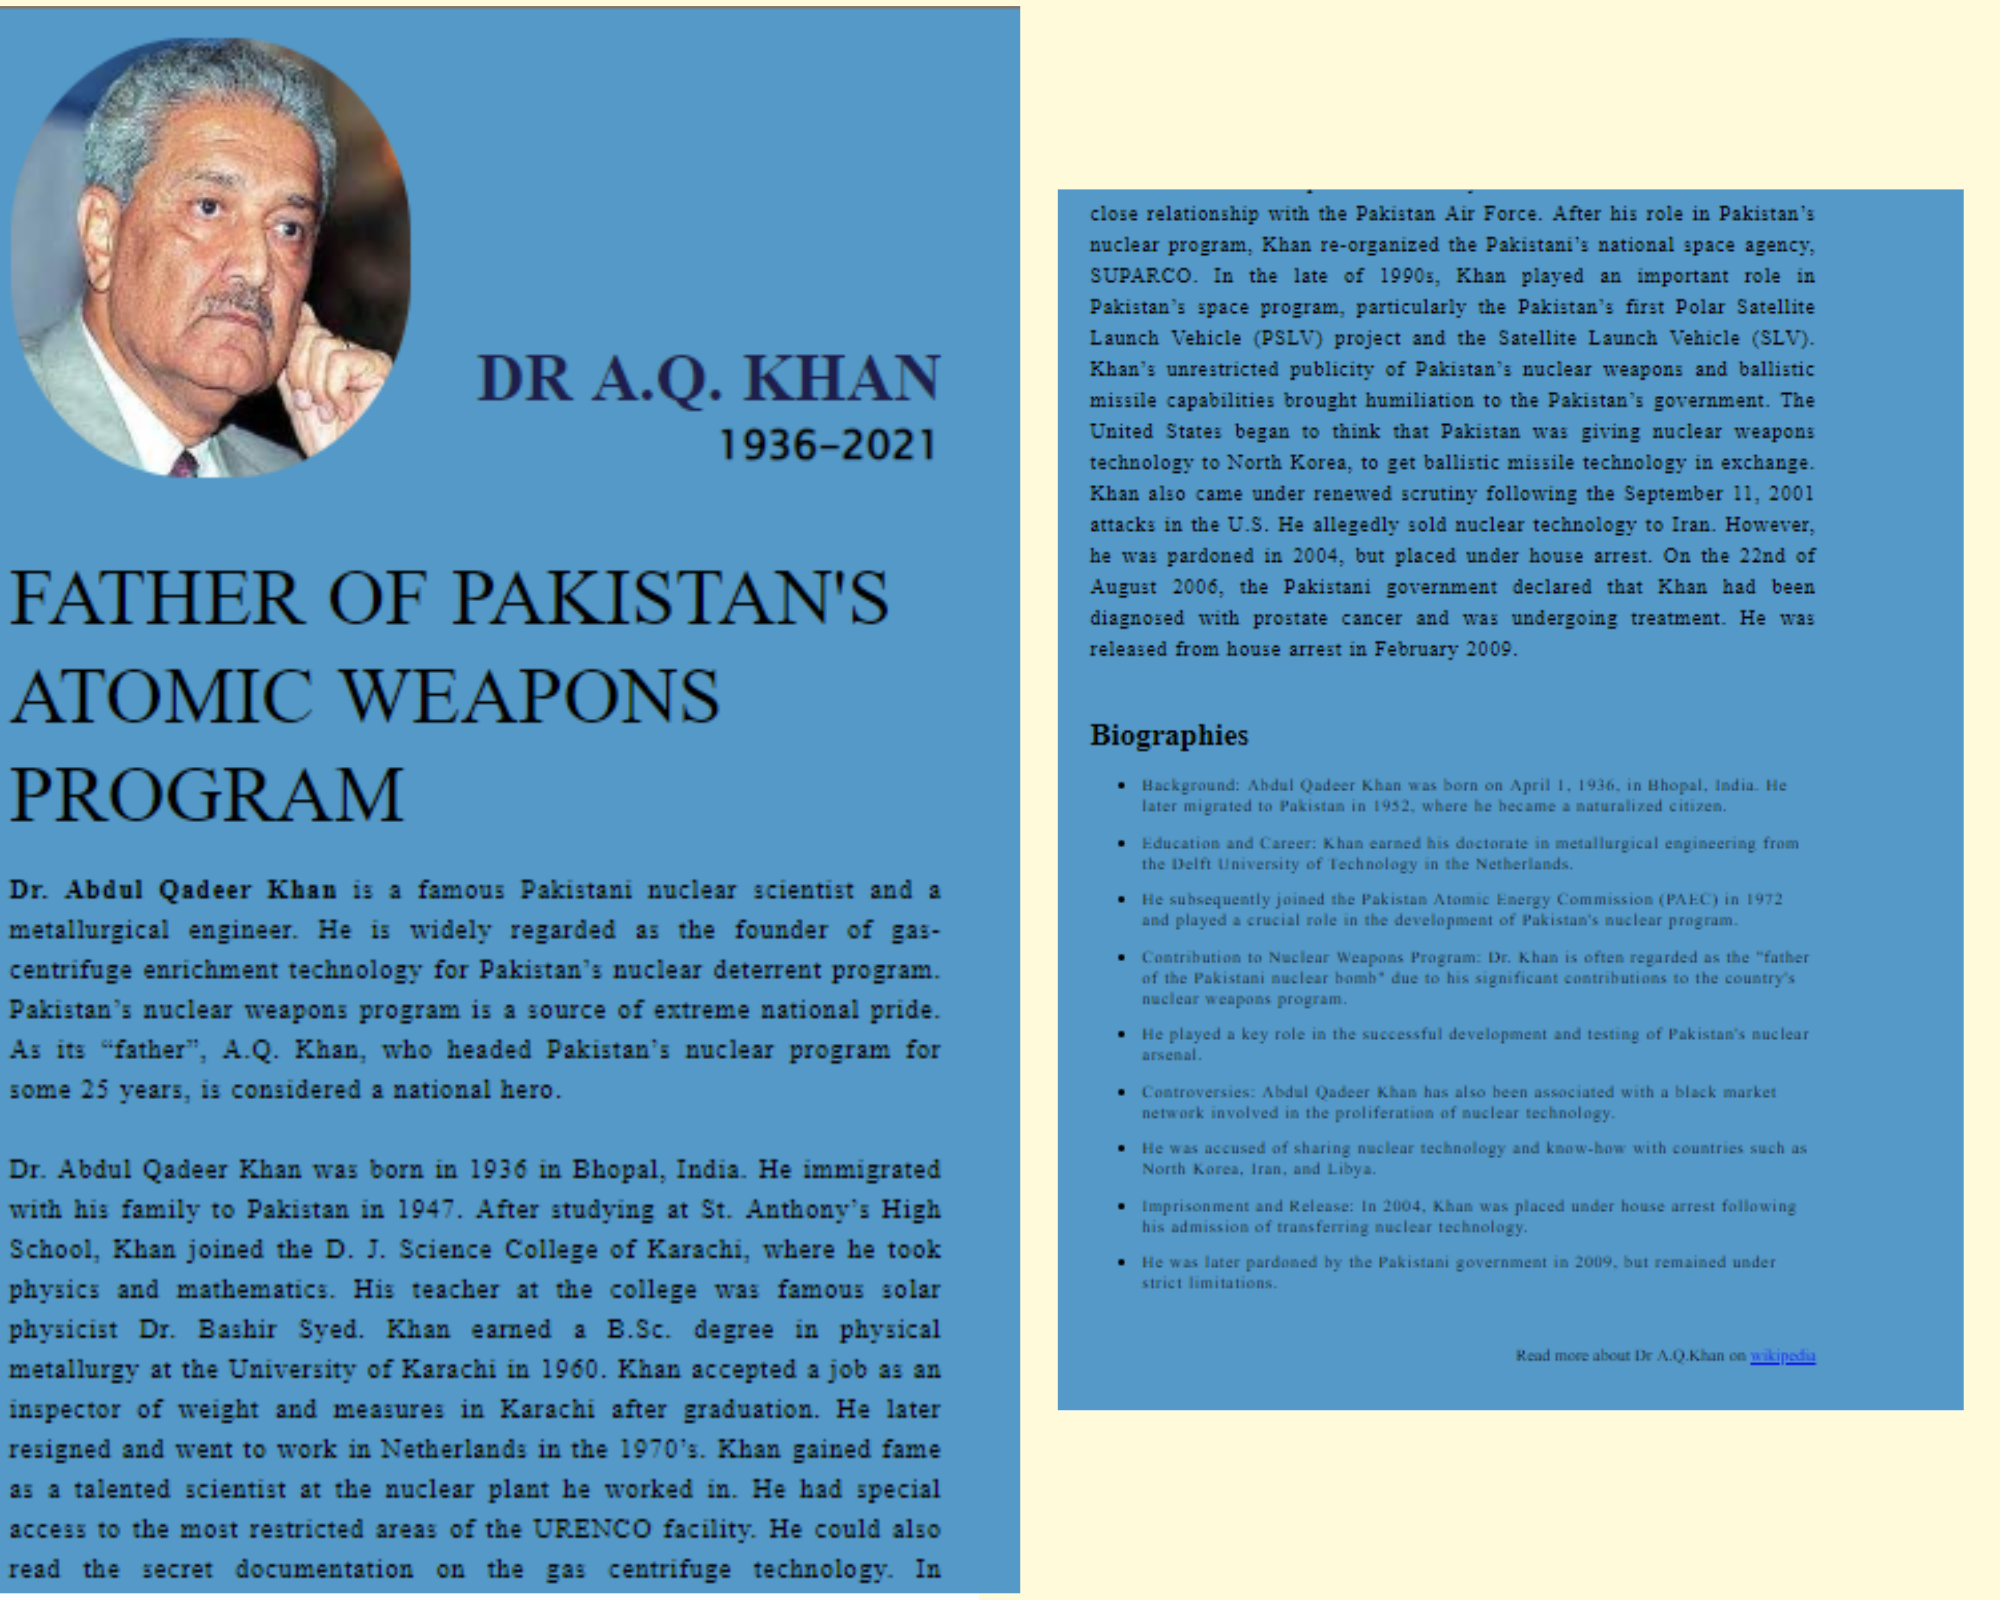 DR A.Q. KHAN
1936–2021
FATHER OF PAKISTAN'S
ATOMIC WEAPONS
PROGRAM
Dr. Abdul Qadeer Khan is a famous Pakistani nuclear scientist and a
metallurgical engineer. He is widely regarded as the founder of gas-
centrifuge enrichment technology for Pakistan’s nuclear deterrent program.
Pakistan’s nuclear weapons program is a source of extreme national pride.
As its “father”, A.Q. Khan, who headed Pakistan’s nuclear program for
some 25 years, is considered a national hero.
Dr. Abdul Qadeer Khan was born in 1936 in Bhopal, India. He immigrated
with his family to Pakistan in 1947. After studying at St. Anthony’s High
School, Khan joined the D. J. Science College of Karachi, where he took
physics and mathematics. His teacher at the college was famous solar
physicist Dr. Bashir Syed. Khan earned a B.Sc. degree in physical
metallurgy at the University of Karachi in 1960. Khan accepted a job as an
inspector of weight and measures in Karachi after graduation. He later
resigned and went to work in Netherlands in the 1970’s. Khan gained fame
as a talented scientist at the nuclear plant he worked in. He had special
access to the most restricted areas of the URENCO facility. He could also
read the secret documentation on the gas centrifuge technology. In
close relationship with the Pakistan Air Force. After his role in Pakistan’s
nuclear program, Khan re-organized the Pakistani’s national space agency,
SUPARCO. In the late of 1990s, Khan played an important role in
Pakistan’s space program, particularly the Pakistan’s first Polar Satellite
Launch Vehicle (PSLV) project and the Satellite Launch Vehicle (SLV).
Khan’s unrestricted publicity of Pakistan’s nuclear weapons and ballistic
missile capabilities brought humiliation to the Pakistan’s government. The
United States began to think that Pakistan was giving nuclear weapons
technology to North Korea, to get ballistic missile technology in exchange.
Khan also came under renewed scrutiny following the September 11, 2001
attacks in the U.S. He allegedly sold nuclear technology to Iran. However,
he was pardoned in 2004, but placed under house arrest. On the 22nd of
August 2006, the Pakistani government declared that Khan had been
diagnosed with prostate cancer and was undergoing treatment. He was
released from house arrest in February 2009.
Biographies
• Background: Abdul Qadeer Khan was born on April 1, 1936, in Bhopal, India. He
later migrated to Pakistan in 1952, where he became a naturalized citizen.
• Education and Career: Khan earned his doctorate in metallurgical engineering from
the Delft University of Technology in the Netherlands.
• He subsequently joined the Pakistan Atomic Energy Commission (PAEC) in 1972
and played a crucial role in the development of Pakistan's nuclear program.
• Contribution to Nuclear Weapons Program: Dr. Khan is often regarded as the "father
of the Pakistani nuclear bomb" due to his significant contributions to the country's
nuclear weapons program.
• He played a key role in the successful development and testing of Pakistan's nuclear
arsenal.
• Controversies: Abdul Qadeer Khan has also been associated with a black market
network involved in the proliferation of nuclear technology.
• He was accused of sharing nuclear technology and know-how with countries such as
North Korea, Iran, and Libya.
• Imprisonment and Release: In 2004, Khan was placed under house arrest following
his admission of transferring nuclear technology.
• He was later pardoned by the Pakistani government in 2009, but remained under
strict limitations.
Read more about Dr A.Q.Khan on wikipedia